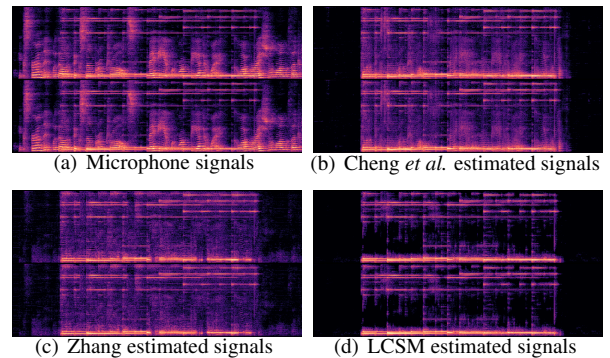 (a) Microphone signals
(b) Cheng et al. estimated signals
(c) Zhang estimated signals
(d) LCSM estimated signals